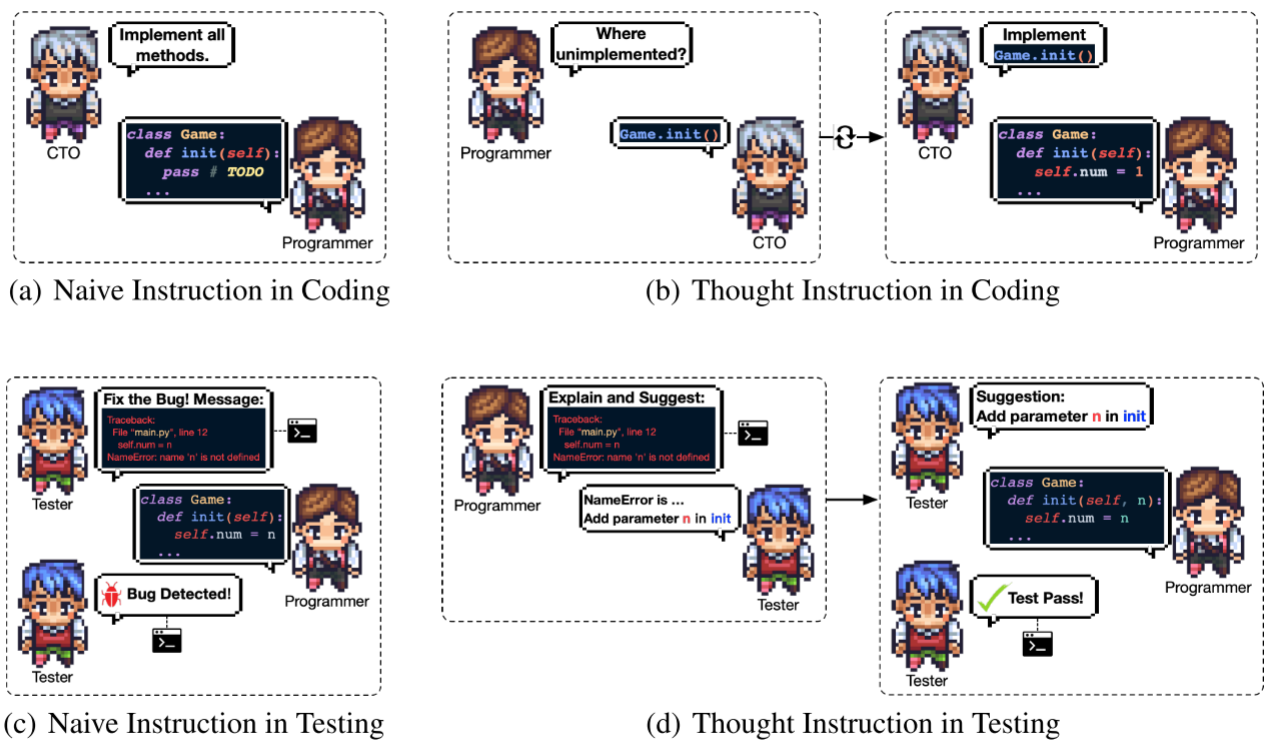 Implement all
methods.
CTO
class Game:
def init(self):
pass # TODO
...
Programmer
(a) Naive Instruction in Coding
Where
unimplemented?
Programmer
Game.init()
CTO
Implement
Game.init()
CTO
class Game:
def init(self):
self.num = 1
...
Programmer
(b) Thought Instruction in Coding
Fix the Bug! Message:
Traceback:
File "main.py", line 12
self.num = n
NameError: name 'n' is not defined
>_
Tester
class Game:
def init(self):
self.num = n
...
Programmer
Bug Detected!
>_
Tester
(c) Naive Instruction in Testing
Explain and Suggest:
Traceback:
File "main.py", line 12
self.num = n
NameError: name 'n' is not defined
>_
Programmer
NameError is ...
Add parameter n in init
Tester
Suggestion:
Add parameter n in init
Tester
class Game:
def init(self, n):
self.num = n
...
Programmer
Test Pass!
>_
Tester
(d) Thought Instruction in Testing